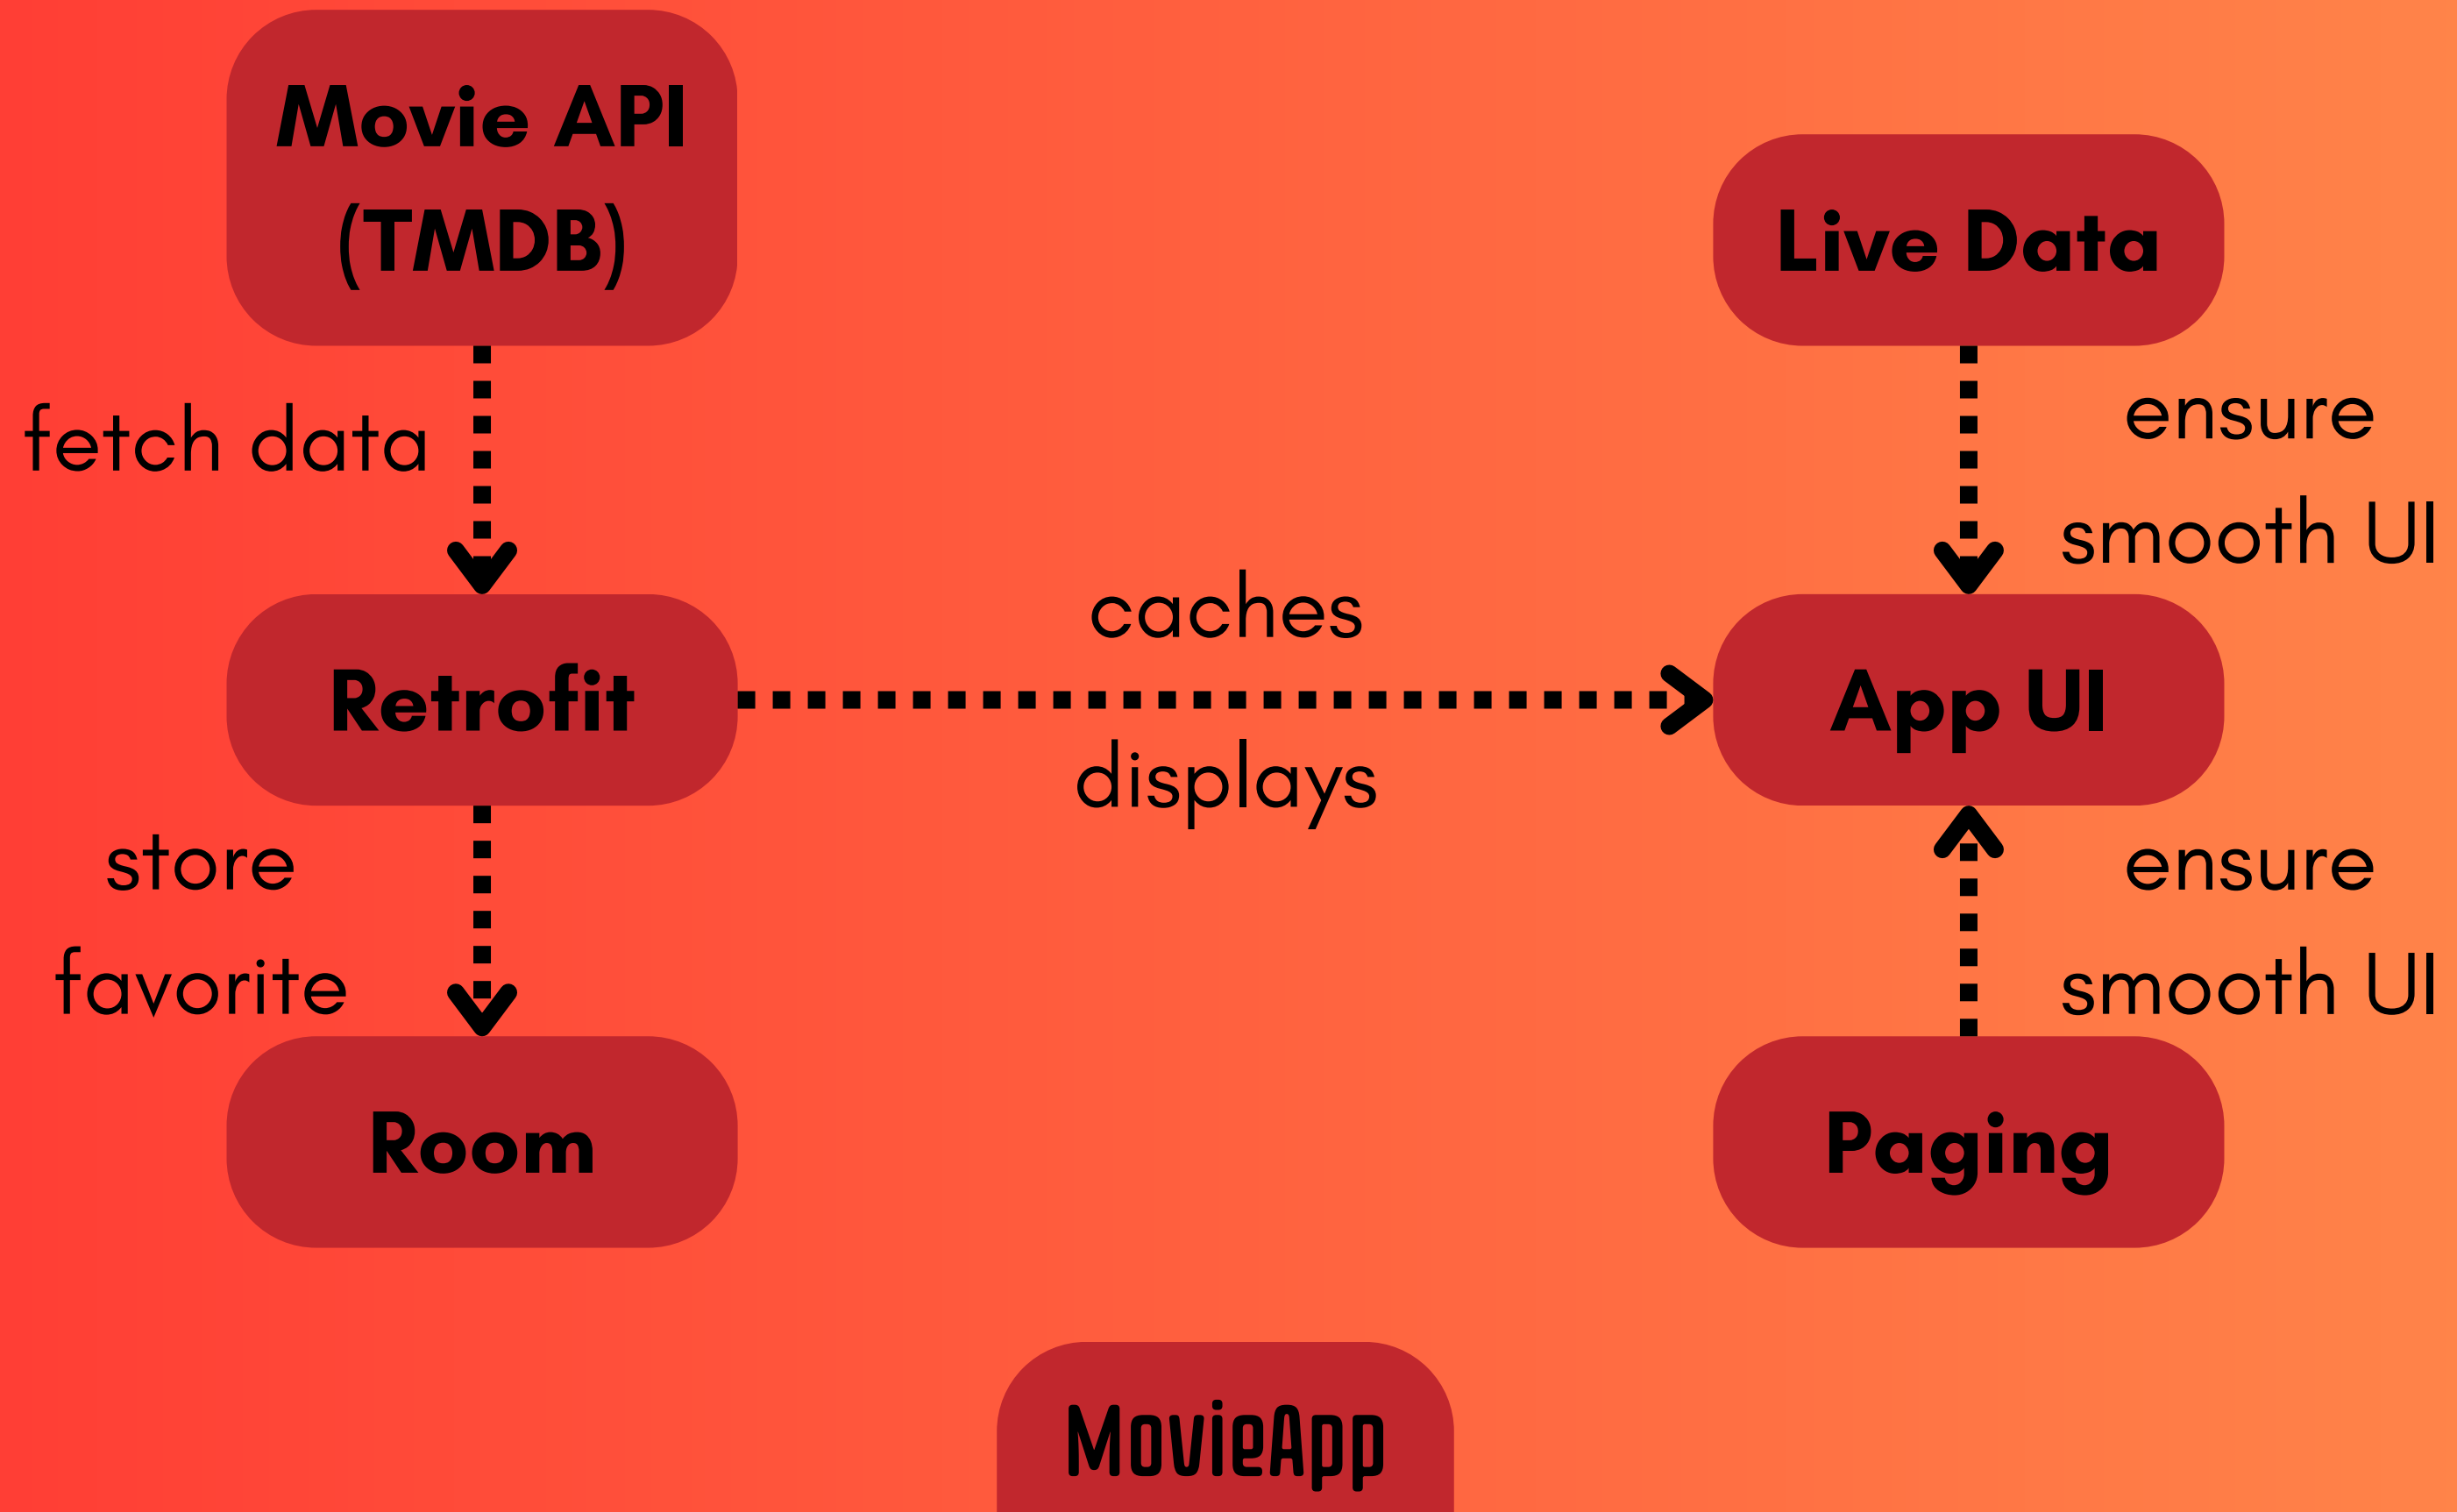 Movie API
(TMDB)
Live Data
fetch data
ensure
smooth UI
Retrofit
caches
displays
App UI
store
favorite
ensure
smooth UI
Room
Paging
MovieApp